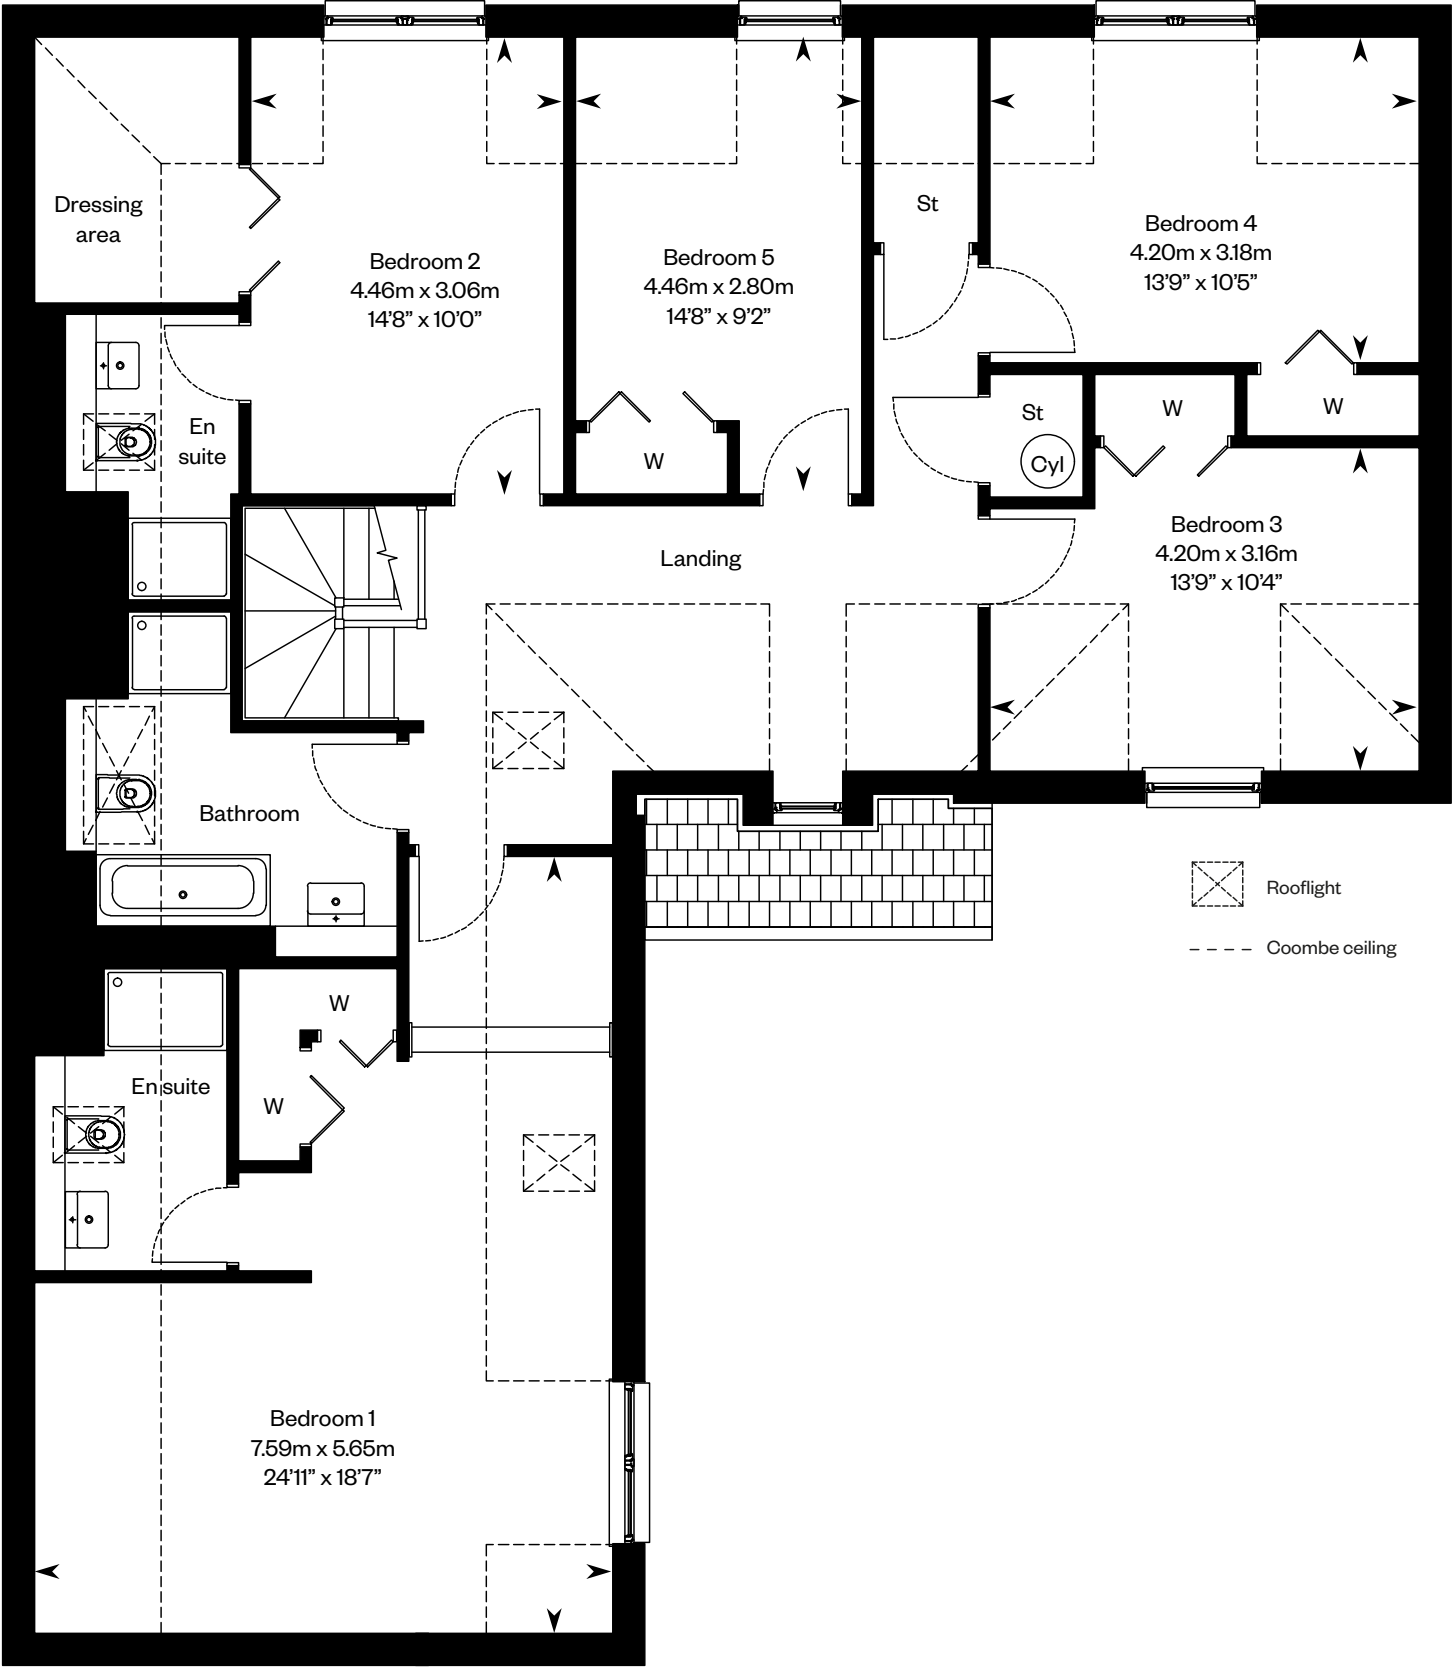 Dressing
area
Bedroom 2
4.46m x 3.06m
14'8” x 10'0”
Bedroom 5
4.46m x 2.80m
14'8” x 9'2”
St
Bedroom 4
4.20m x 3.18m
13'9” x 10'5”
En
suite
W
St
Cyl
W
W
Bedroom 3
4.20m x 3.16m
13'9” x 10'4”
Landing
Bathroom
Rooflight
Coombe ceiling
W
En suite
W
Bedroom 1
7.59m x 5.65m
24'11” x 18'7”